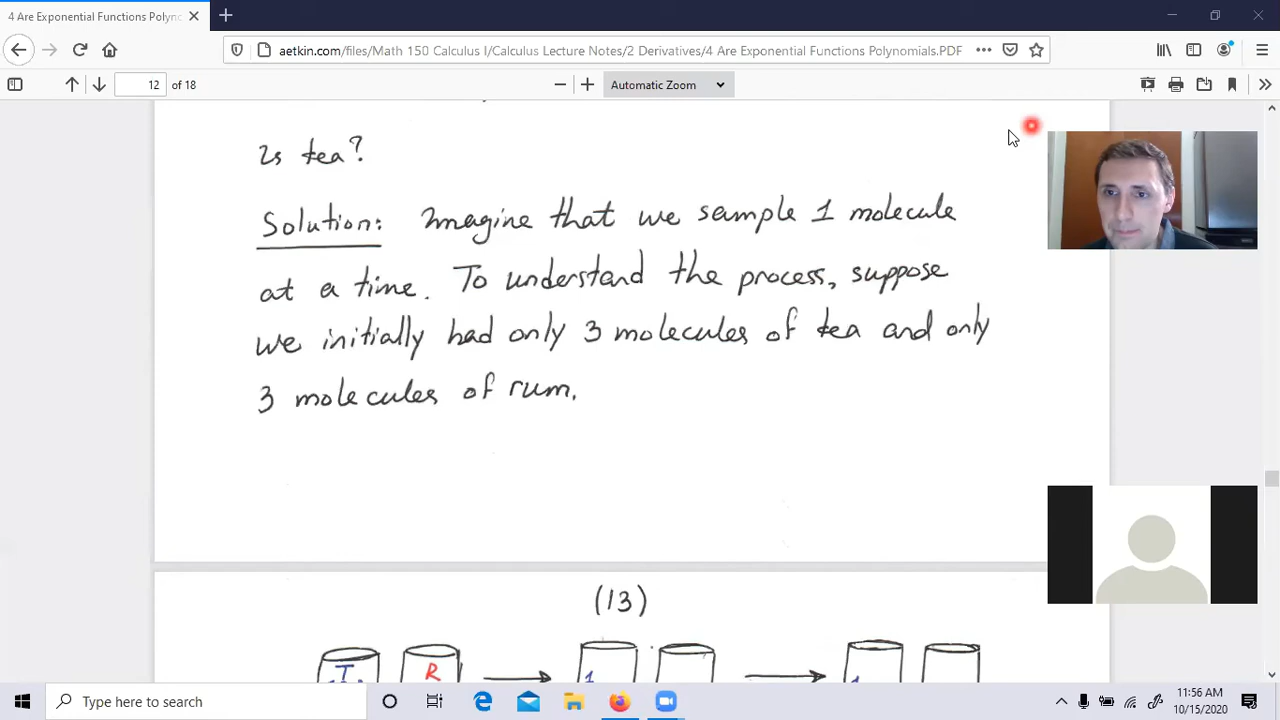 4 Are Exponential Functions Polync
aetkin.com/files/Math 150 Calculus I/Calculus Lecture Notes/2 Derivatives/4 Are Exponential Functions Polynomials.PDF
12 of 18
Automatic Zoom
Is tea?
Solution: Imagine that we sample 1 molecule
at a time. To understand the process, suppose
we initially had only 3 molecules of tea and only
3 molecules of rum.
(13)
T R
1 1
Type here to search
11:56 AM
10/15/2020